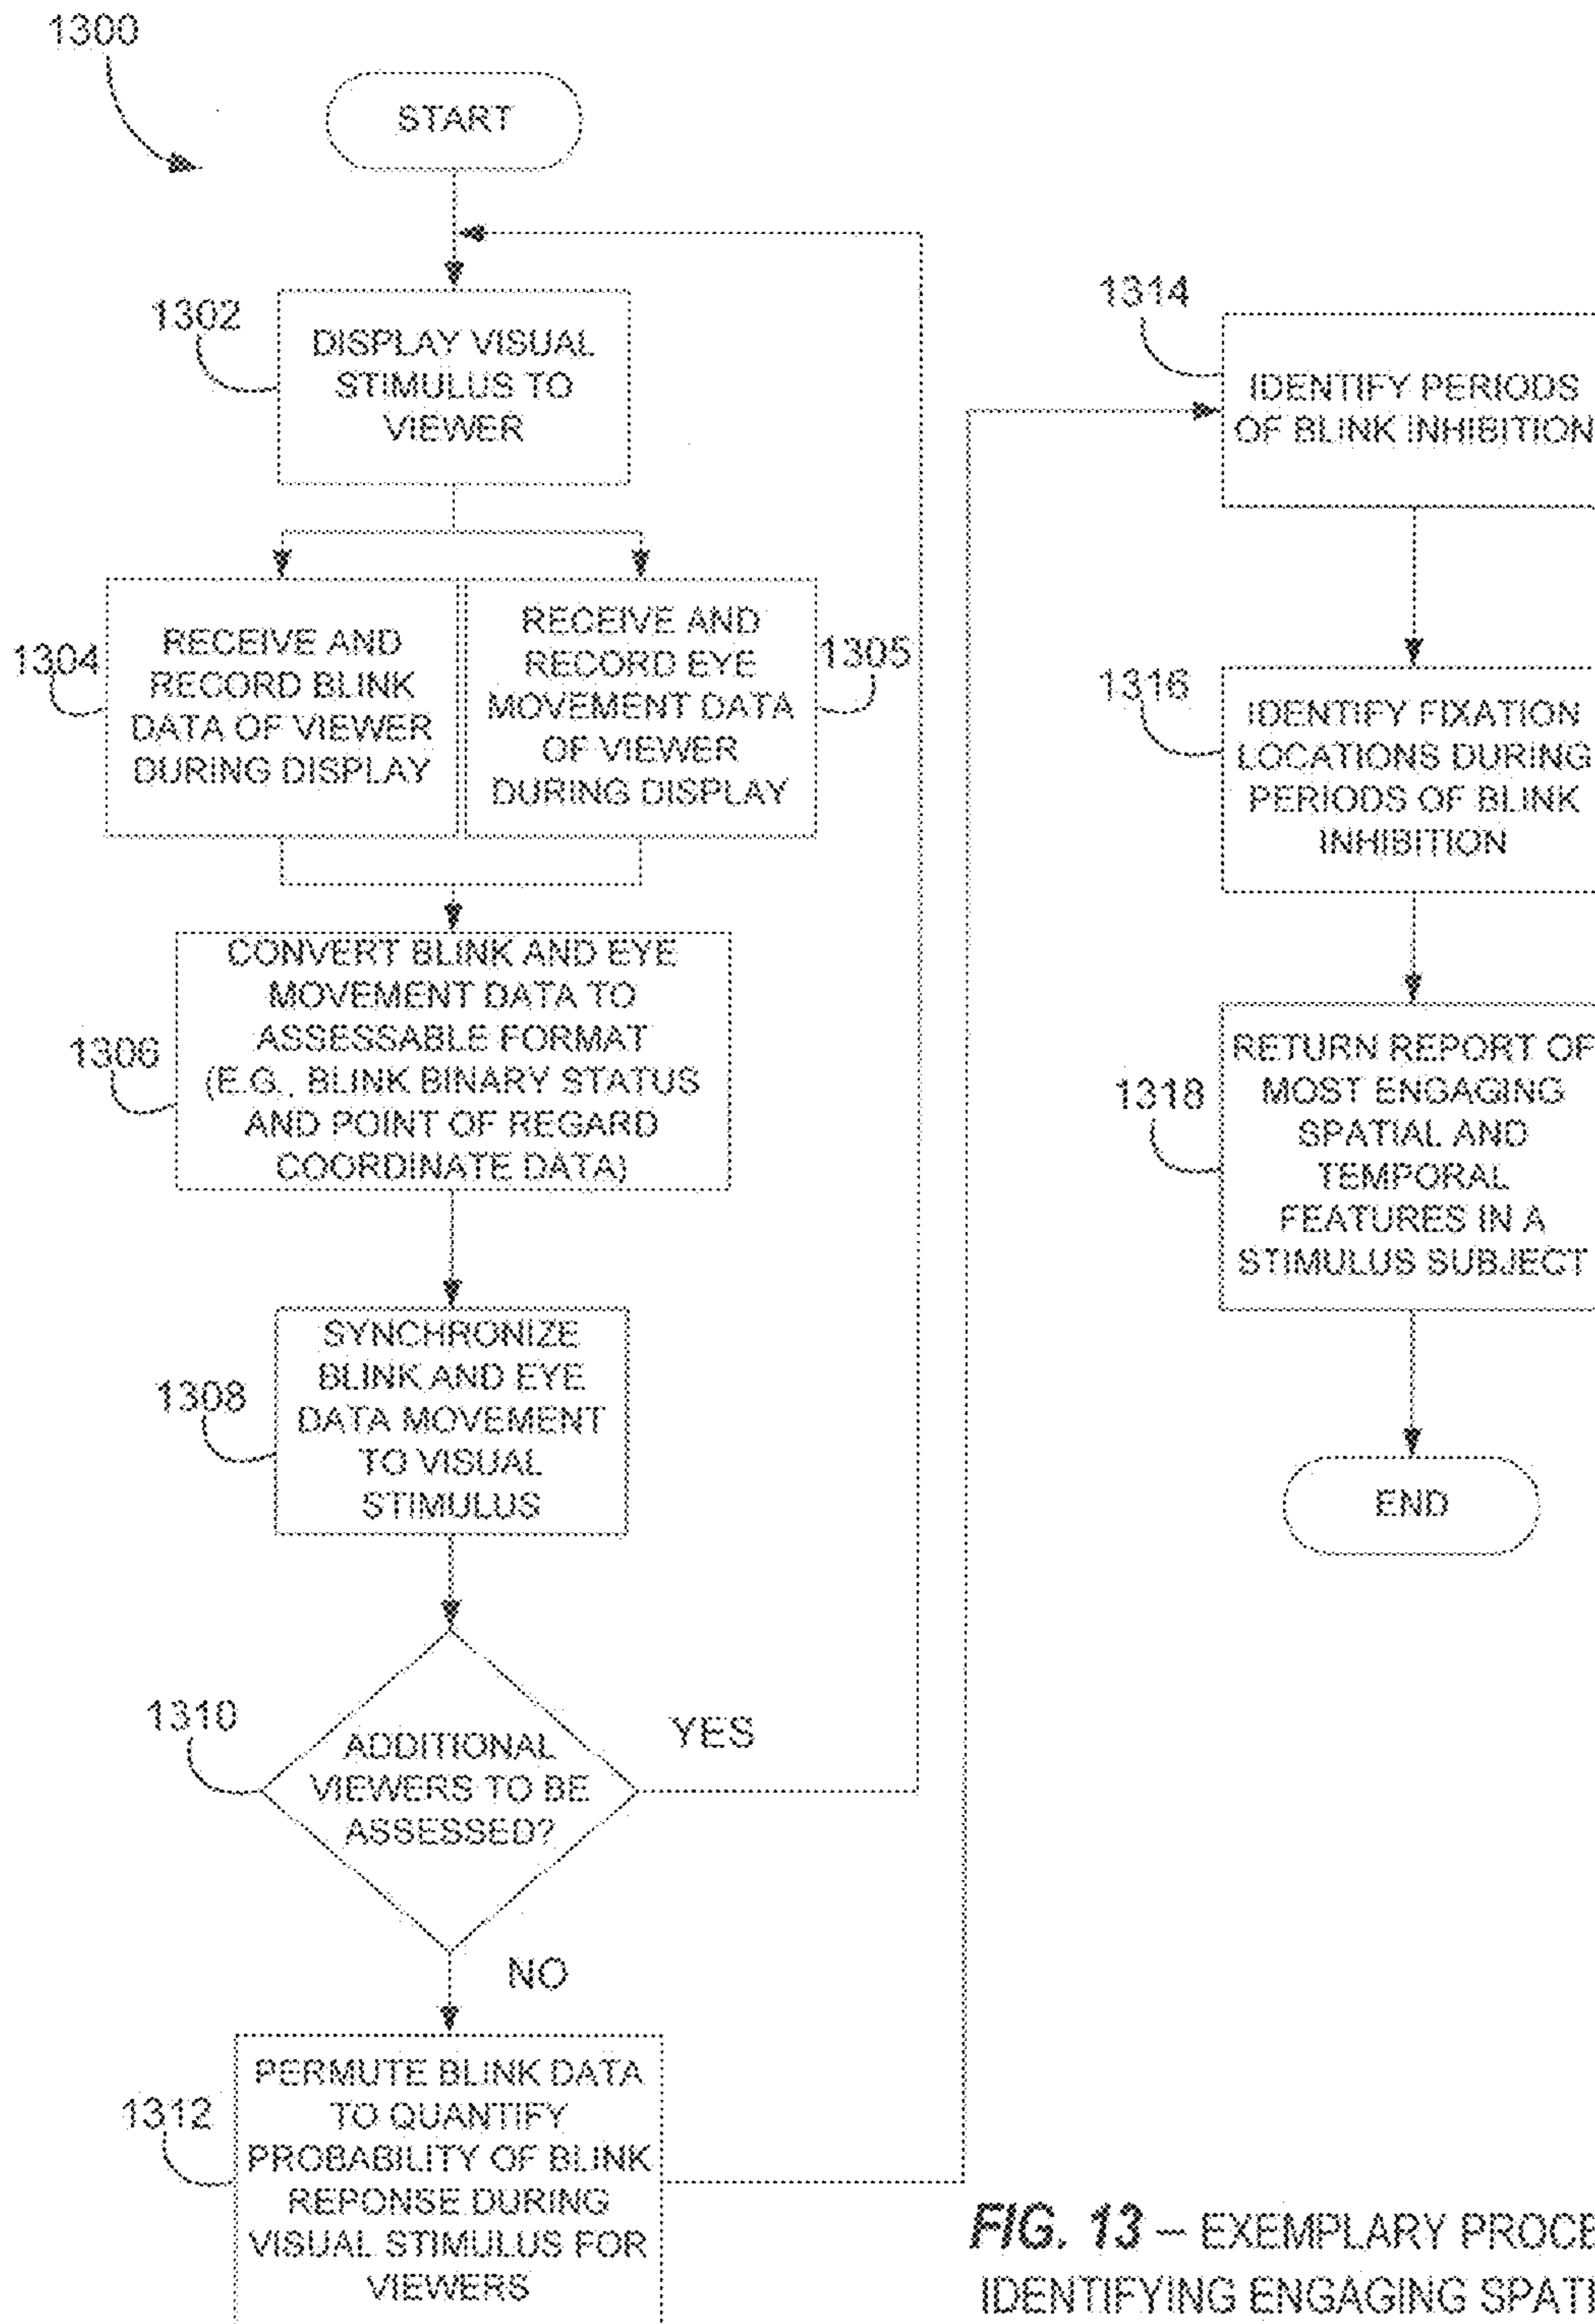 1300
START
1302
DISPLAY VISUAL
STIMULUS TO
VIEWER
1304
RECEIVE AND
RECORD BLINK
DATA OF VIEWER
DURING DISPLAY
RECEIVE AND
RECORD EYE
MOVEMENT DATA
OF VIEWER
DURING DISPLAY
1305
1306
CONVERT BLINK AND EYE
MOVEMENT DATA TO
ASSESSABLE FORMAT
(E.G., BLINK BINARY STATUS
AND POINT OF REGARD
COORDINATE DATA)
1308
SYNCHRONIZE
BLINK AND EYE
DATA MOVEMENT
TO VISUAL
STIMULUS
1310
ADDITIONAL
VIEWERS TO BE
ASSESSED?
YES
NO
1312
PERMUTE BLINK DATA
TO QUANTIFY
PROBABILITY OF BLINK
REPONSE DURING
VISUAL STIMULUS FOR
VIEWERS
1314
IDENTIFY PERIODS
OF BLINK INHIBITION
1316
IDENTIFY FIXATION
LOCATIONS DURING
PERIODS OF BLINK
INHIBITION
1318
RETURN REPORT OF
MOST ENGAGING
SPATIAL AND
TEMPORAL
FEATURES IN A
STIMULUS SUBJECT
END
FIG. 13 – EXEMPLARY PROCE
IDENTIFYING ENGAGING SPATI